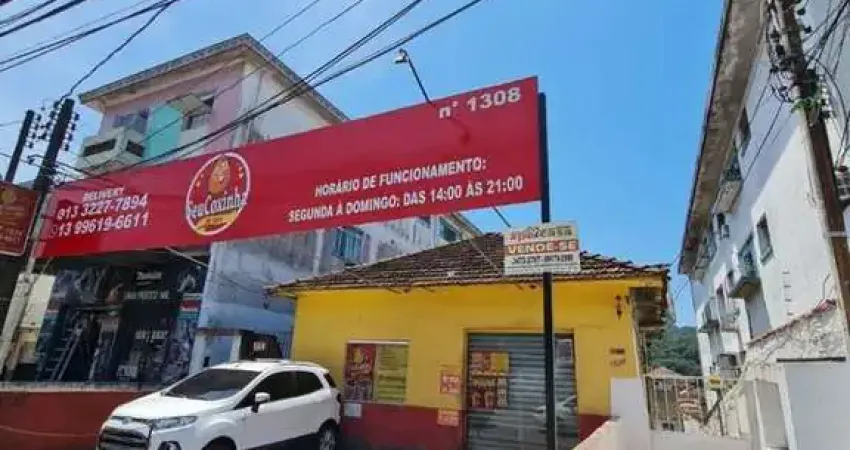 n° 1308
DELIVERY
13 3227-7894
13 99619-6611
SeuCoxinha
HORÁRIO DE FUNCIONAMENTO:
SEGUNDA À DOMINGO: DAS 14:00 ÀS 21:00
VENDE-SE